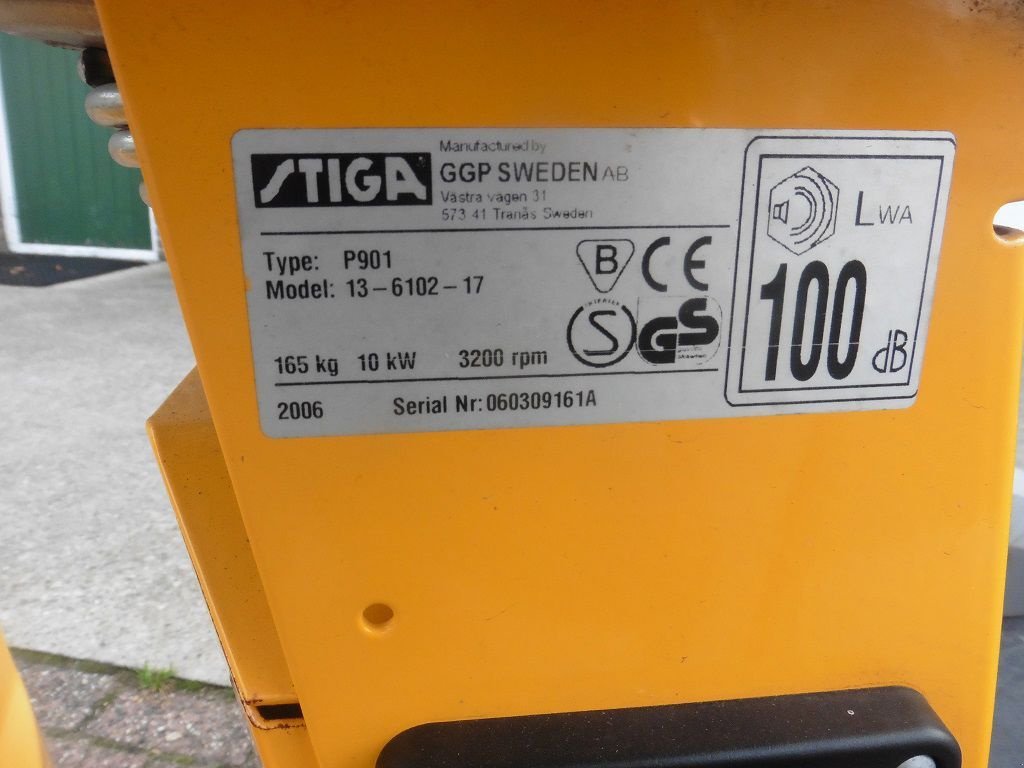 STIGA
Manufactured by
GGP SWEDEN AB
Västra vägen 31
573 41 Tranås Sweden
Type: P901
Model: 13-6102-17
165 kg 10 kW 3200 rpm
2006 Serial Nr: 060309161A
B CE
S GS
LWA
100 dB